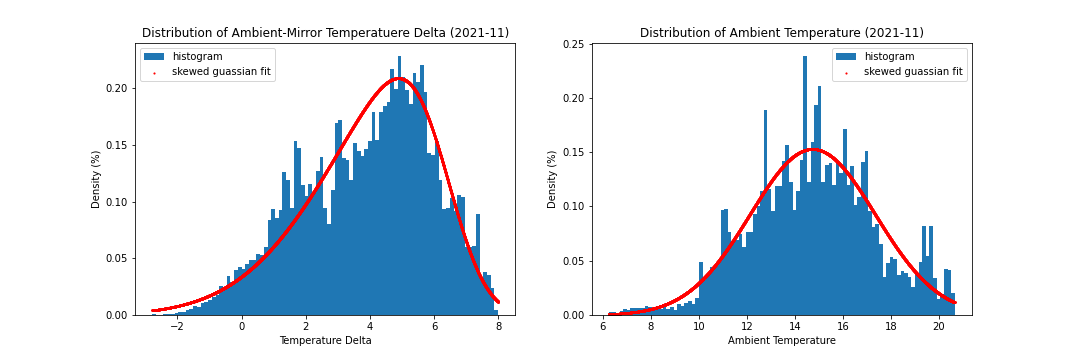 Distribution of Ambient-Mirror Temperatuere Delta (2021-11)
histogram
skewed guassian fit
Density (%)
0.20
0.15
0.10
0.05
0.00
−2
0
2
4
6
8
Temperature Delta
Distribution of Ambient Temperature (2021-11)
histogram
skewed guassian fit
Density (%)
0.25
0.20
0.15
0.10
0.05
0.00
6
8
10
12
14
16
18
20
Ambient Temperature